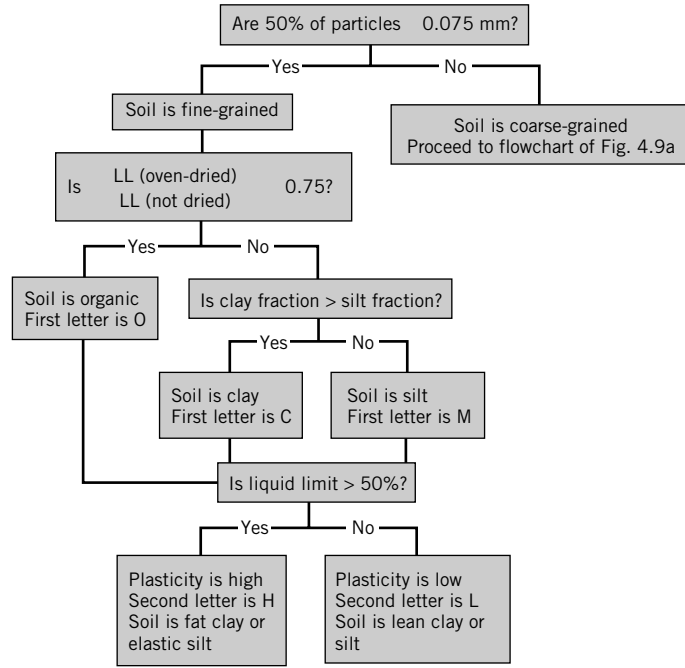 Are 50% of particles 0.075 mm?
Yes
No
Soil is fine-grained
Soil is coarse-grained
Proceed to flowchart of Fig. 4.9a
Is LL (oven-dried) 0.75?
LL (not dried)
Yes
No
Soil is organic
First letter is O
Is clay fraction > silt fraction?
Yes
No
Soil is clay
First letter is C
Soil is silt
First letter is M
Is liquid limit > 50%?
Yes
No
Plasticity is high
Second letter is H
Soil is fat clay or
elastic silt
Plasticity is low
Second letter is L
Soil is lean clay or
silt